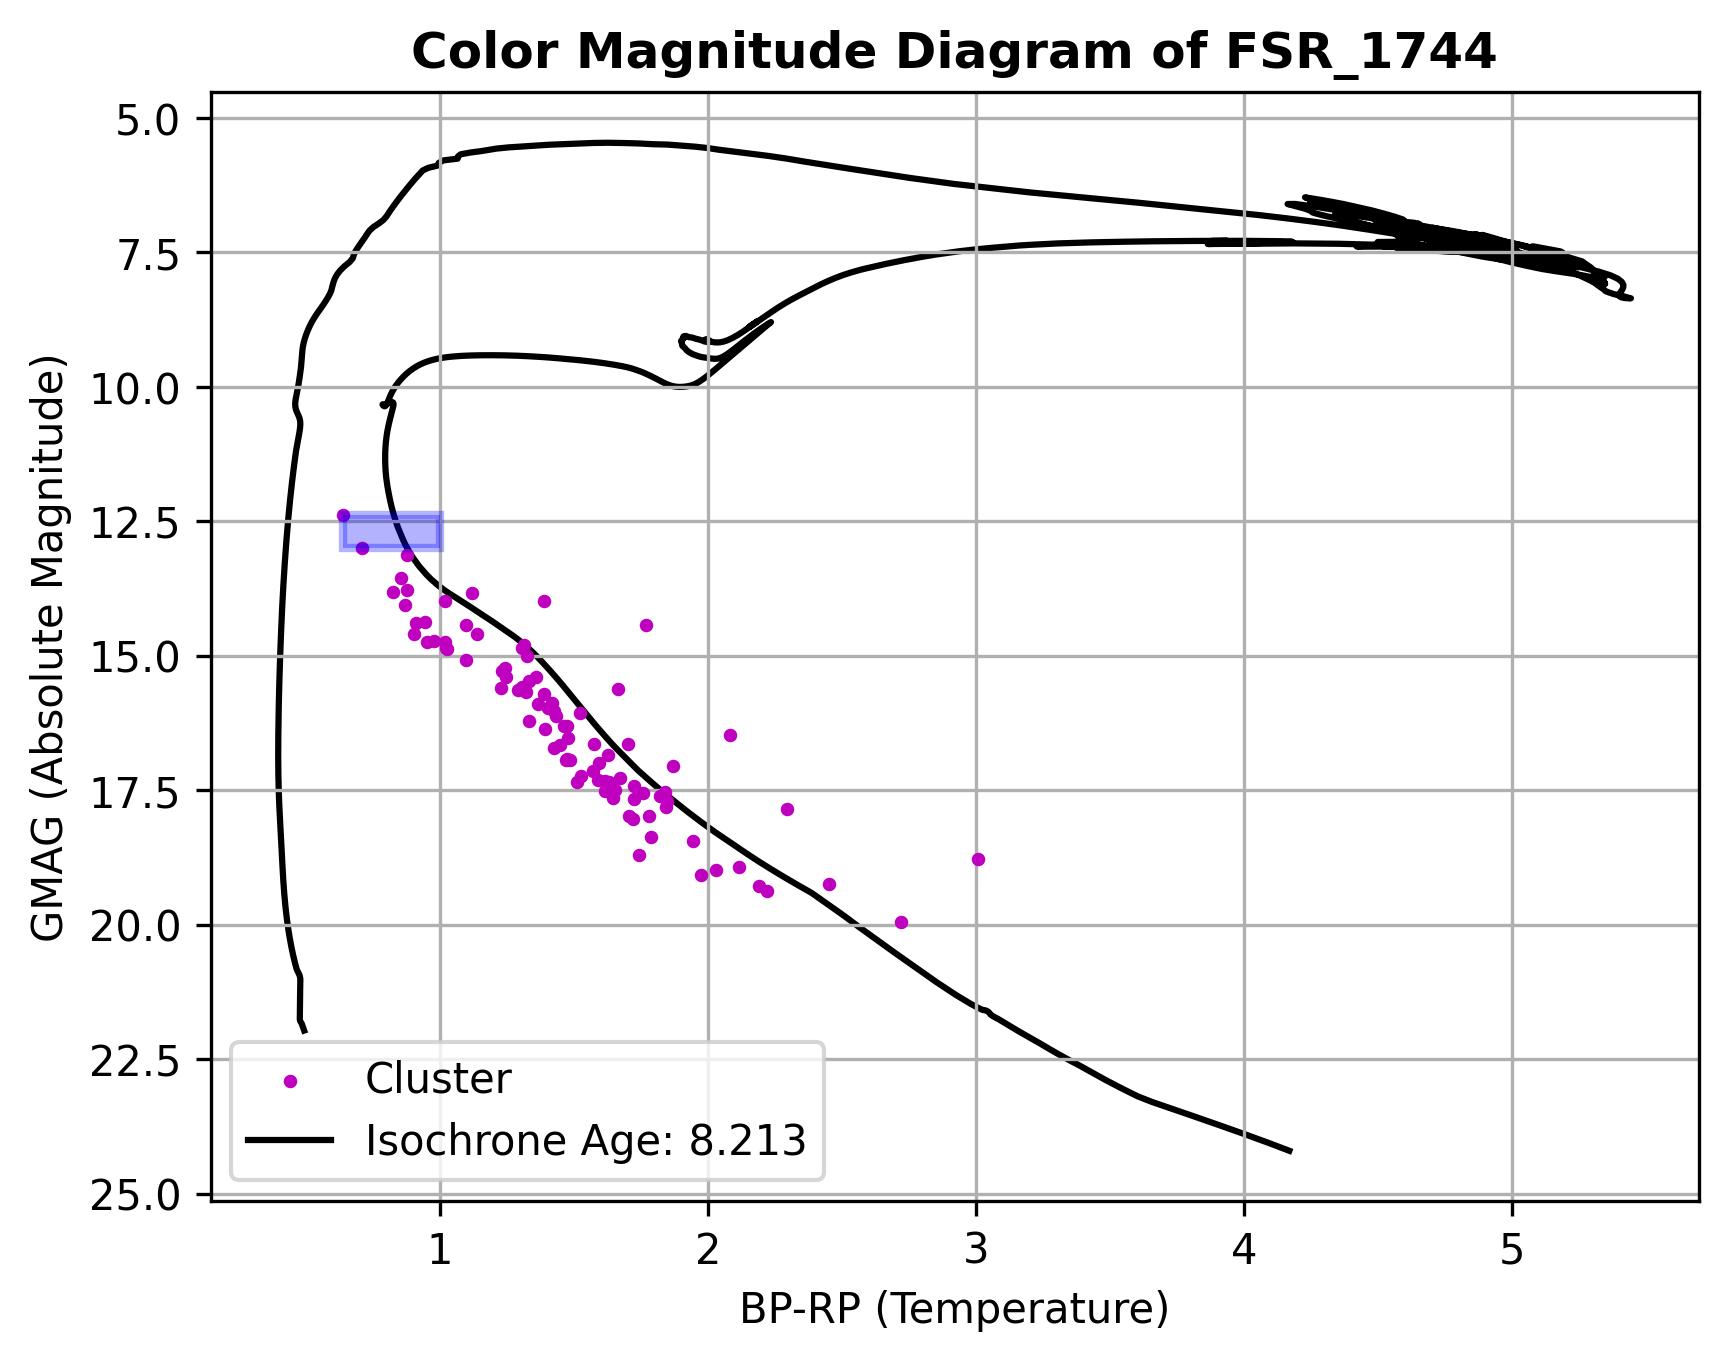 Color Magnitude Diagram of FSR_1744
GMAG (Absolute Magnitude)
5.0
7.5
10.0
12.5
15.0
17.5
20.0
22.5
25.0
Cluster
Isochrone Age: 8.213
1 2 3 4 5
BP-RP (Temperature)